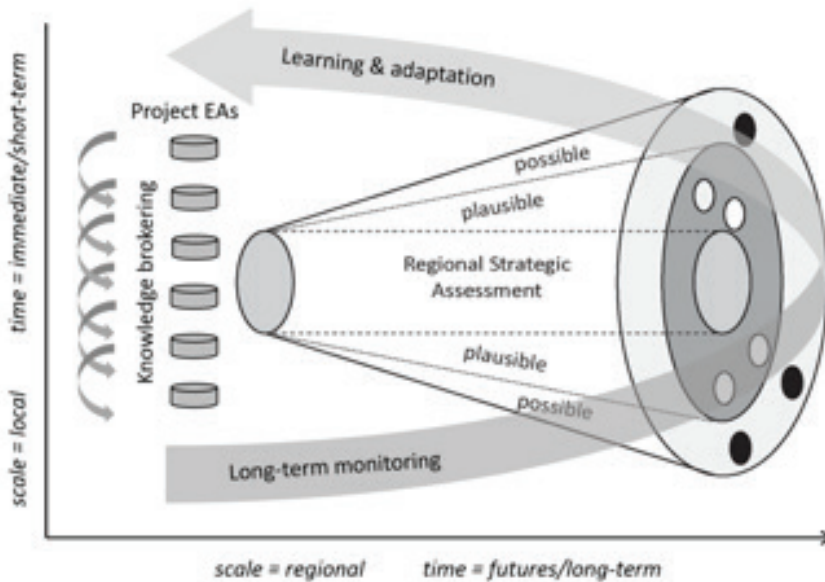 Learning & adaptation
Project EAs
possible
plausible
Knowledge brokering
Regional Strategic
Assessment
plausible
possible
Long-term monitoring
time = immediate/short-term
scale = local
scale = regional
time = futures/long-term